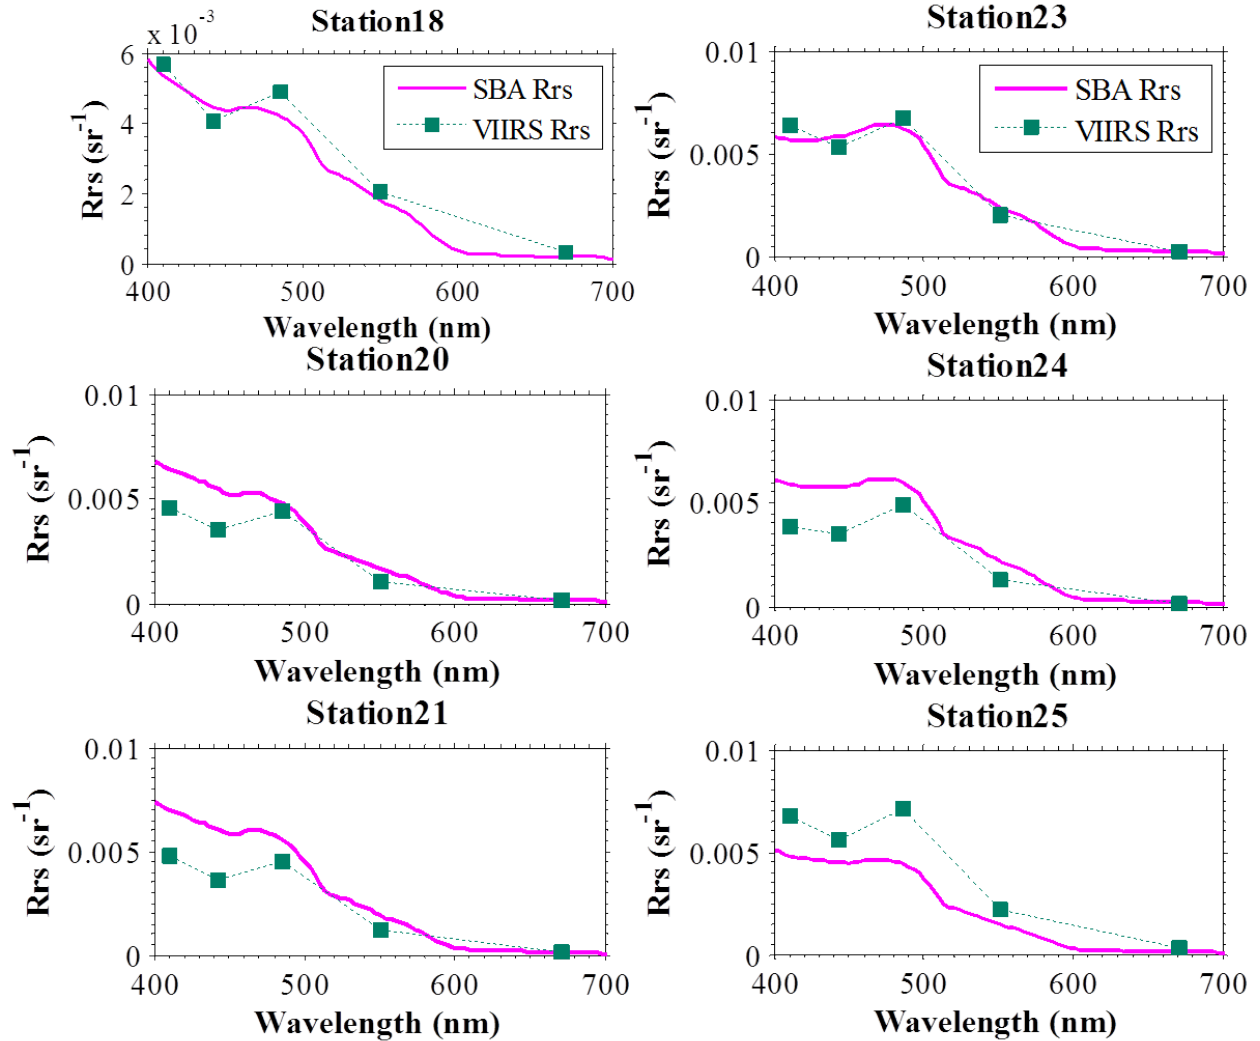 Station18
x 10^-3
6
4
2
0
Rrs (sr^-1)
SBA Rrs
VIIRS Rrs
400 500 600 700
Wavelength (nm)
Station23
0.01
0.005
0
Rrs (sr^-1)
SBA Rrs
VIIRS Rrs
400 500 600 700
Wavelength (nm)
Station20
0.01
0.005
0
Rrs (sr^-1)
400 500 600 700
Wavelength (nm)
Station24
0.01
0.005
0
Rrs (sr^-1)
400 500 600 700
Wavelength (nm)
Station21
0.01
0.005
0
Rrs (sr^-1)
400 500 600 700
Wavelength (nm)
Station25
0.01
0.005
0
Rrs (sr^-1)
400 500 600 700
Wavelength (nm)